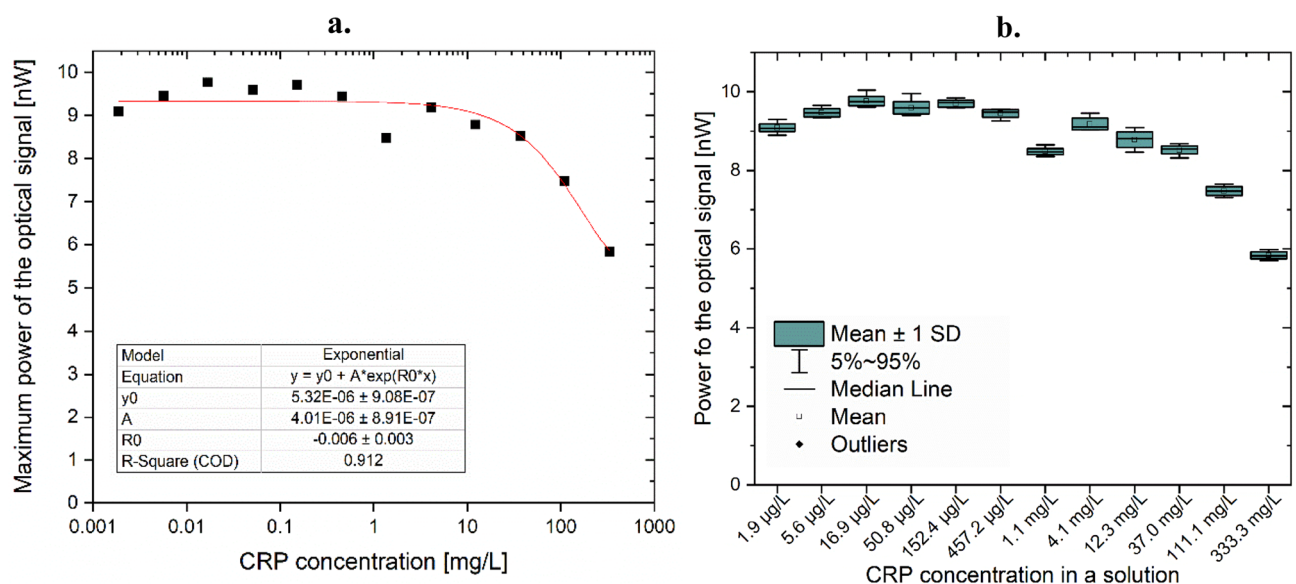 a.
Maximum power of the optical signal [nW]
10
9
8
7
6
5
4
3
2
1
0
0.001 0.01 0.1 1 10 100 1000
CRP concentration [mg/L]
Model Exponential
Equation y = y0 + A*exp(R0*x)
y0 5.32E-06 ± 9.08E-07
A 4.01E-06 ± 8.91E-07
R0 -0.006 ± 0.003
R-Square (COD) 0.912
b.
Power fo the optical signal [nW]
10
8
6
4
2
0
Mean ± 1 SD
5%~95%
Median Line
Mean
Outliers
1.9 µg/L
5.6 µg/L
16.9 µg/L
50.8 µg/L
152.4 µg/L
457.2 µg/L
1.1 mg/L
4.1 mg/L
12.3 mg/L
37.0 mg/L
111.1 mg/L
333.3 mg/L
CRP concentration in a solution